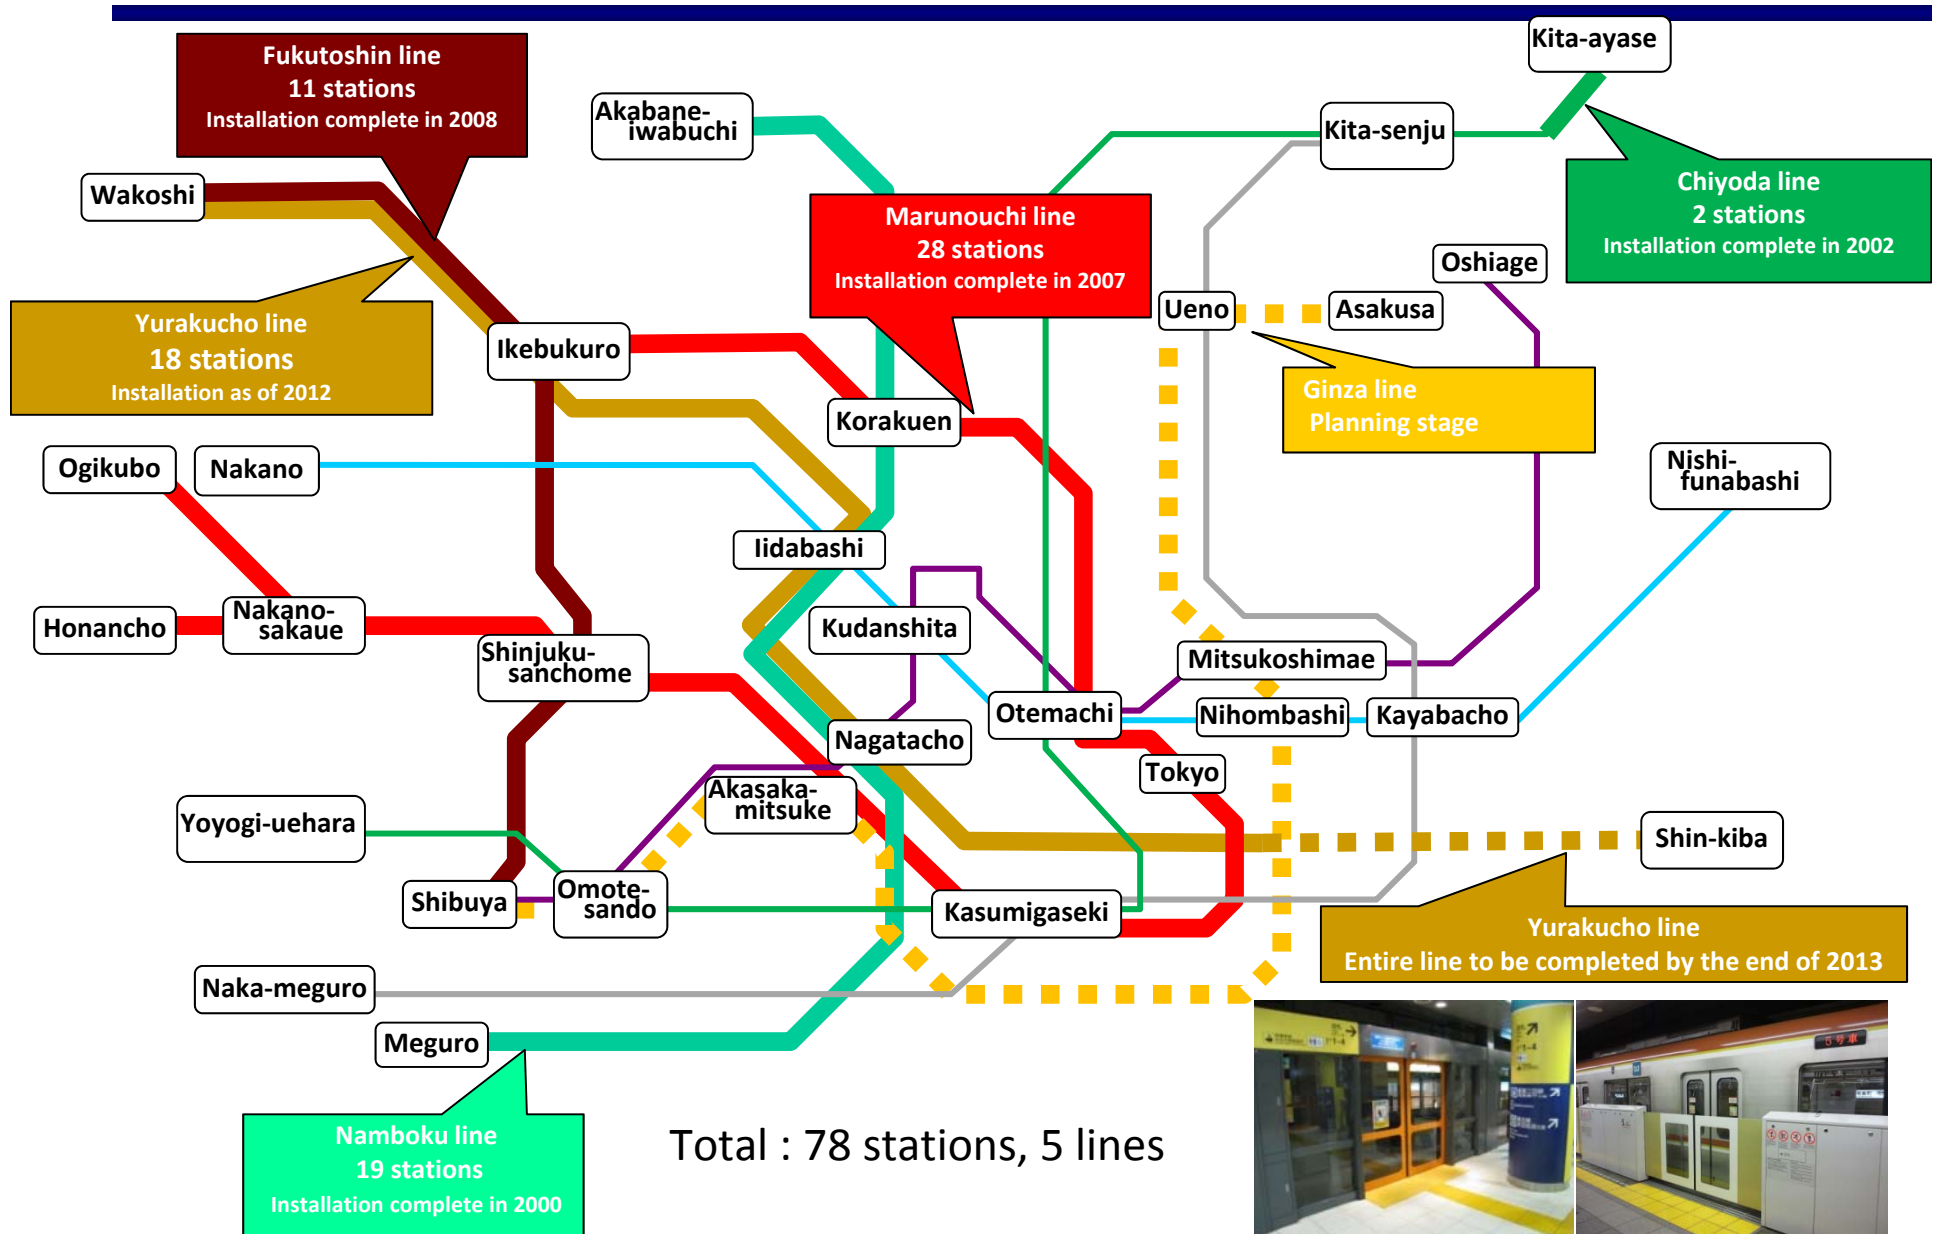 Kita-ayase
Fukutoshin line
11 stations
Installation complete in 2008
Akabane-
iwabuchi
Kita-senju
Wakoshi
Marunouchi line
28 stations
Installation complete in 2007
Chiyoda line
2 stations
Installation complete in 2002
Oshiage
Ueno
Asakusa
Yurakucho line
18 stations
Installation as of 2012
Ikebukuro
Ginza line
Planning stage
Korakuen
Ogikubo
Nakano
Nishi-
funabashi
Iidabashi
Honancho
Nakano-
sakaue
Kudanshita
Shinjuku-
sanchome
Mitsukoshimae
Otemachi
Nihombashi
Kayabacho
Nagatacho
Tokyo
Akasaka-
mitsuke
Yoyogi-uehara
Shin-kiba
Shibuya
Omote-
sando
Kasumigaseki
Yurakucho line
Entire line to be completed by the end of 2013
Naka-meguro
Meguro
5号車
1-4
Namboku line
19 stations
Installation complete in 2000
Total : 78 stations, 5 lines